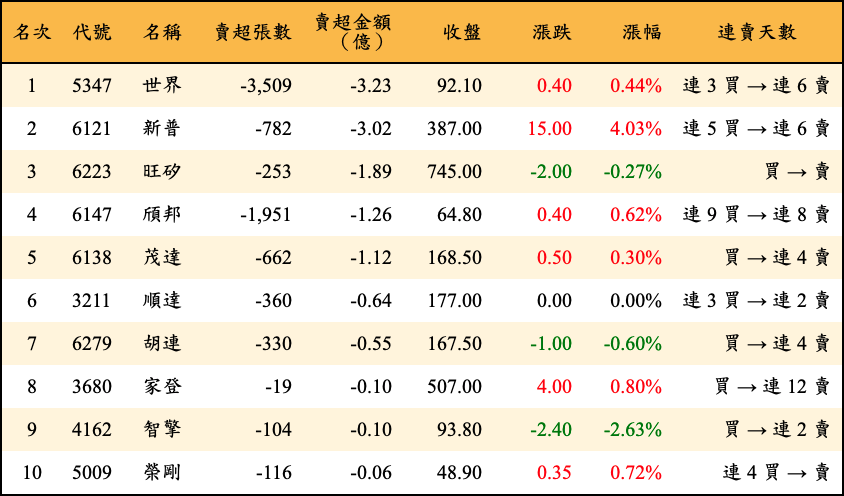 名次 代號 名稱 賣超張數 賣超金額（億） 收盤 漲跌 漲幅 連賣天數
1 5347 世界 -3,509 -3.23 92.10 0.40 0.44% 連 3 買 → 連 6 賣
2 6121 新普 -782 -3.02 387.00 15.00 4.03% 連 5 買 → 連 6 賣
3 6223 旺矽 -253 -1.89 745.00 -2.00 -0.27% 買 → 賣
4 6147 頎邦 -1,951 -1.26 64.80 0.40 0.62% 連 9 買 → 連 8 賣
5 6138 茂達 -662 -1.12 168.50 0.50 0.30% 買 → 連 4 賣
6 3211 順達 -360 -0.64 177.00 0.00 0.00% 連 3 買 → 連 2 賣
7 6279 胡連 -330 -0.55 167.50 -1.00 -0.60% 買 → 連 4 賣
8 3680 家登 -19 -0.10 507.00 4.00 0.80% 買 → 連 12 賣
9 4162 智擎 -104 -0.10 93.80 -2.40 -2.63% 買 → 連 2 賣
10 5009 榮剛 -116 -0.06 48.90 0.35 0.72% 連 4 買 → 賣